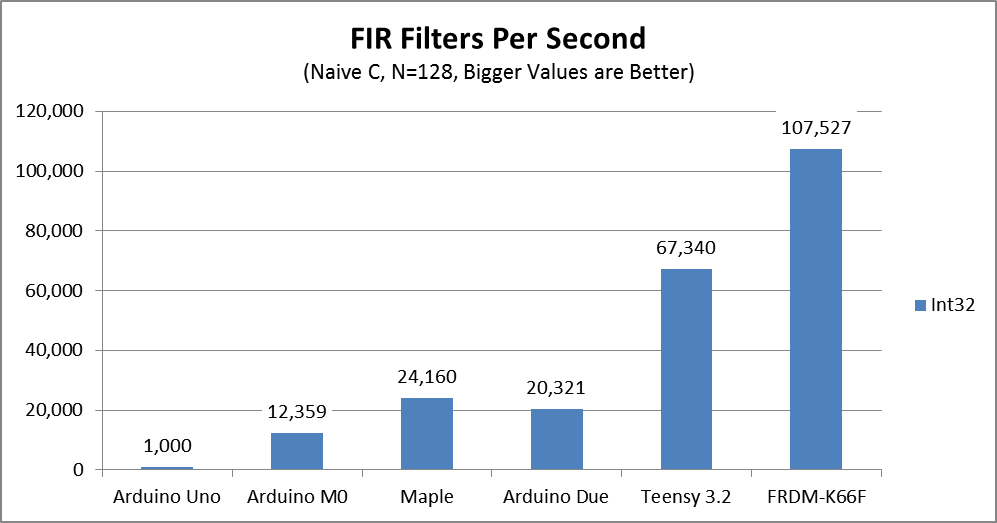 FIR Filters Per Second
(Naive C, N=128, Bigger Values are Better)
120,000
100,000
80,000
60,000
40,000
20,000
0
1,000
12,359
24,160
20,321
67,340
107,527
Arduino Uno
Arduino M0
Maple
Arduino Due
Teensy 3.2
FRDM-K66F
Int32